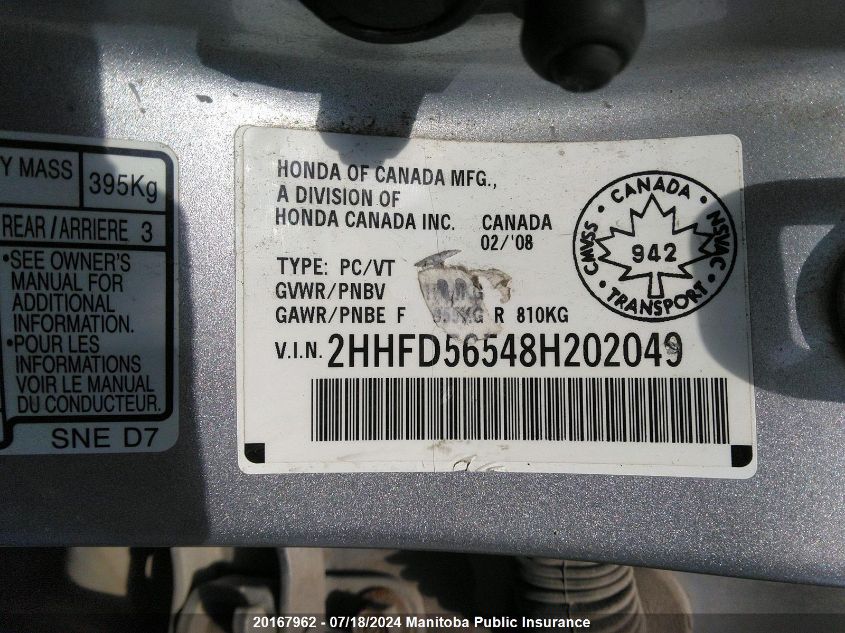 Y MASS 395Kg
REAR/ARRIERE 3
•SEE OWNER'S
MANUAL FOR
ADDITIONAL
INFORMATION.
•POUR LES
INFORMATIONS
VOIR LE MANUAL
DU CONDUCTEUR.
SNE D7
HONDA OF CANADA MFG.,
A DIVISION OF
HONDA CANADA INC. CANADA
02/'08
TYPE: PC/VT
GVWR/PNBV
GAWR/PNBE F R 810KG
V.I.N. 2HHFD56548H202049
CANADA
CMVSS 942 NSVAC
TRANSPORT
20167962 - 07/18/2024 - Manitoba Public Insurance